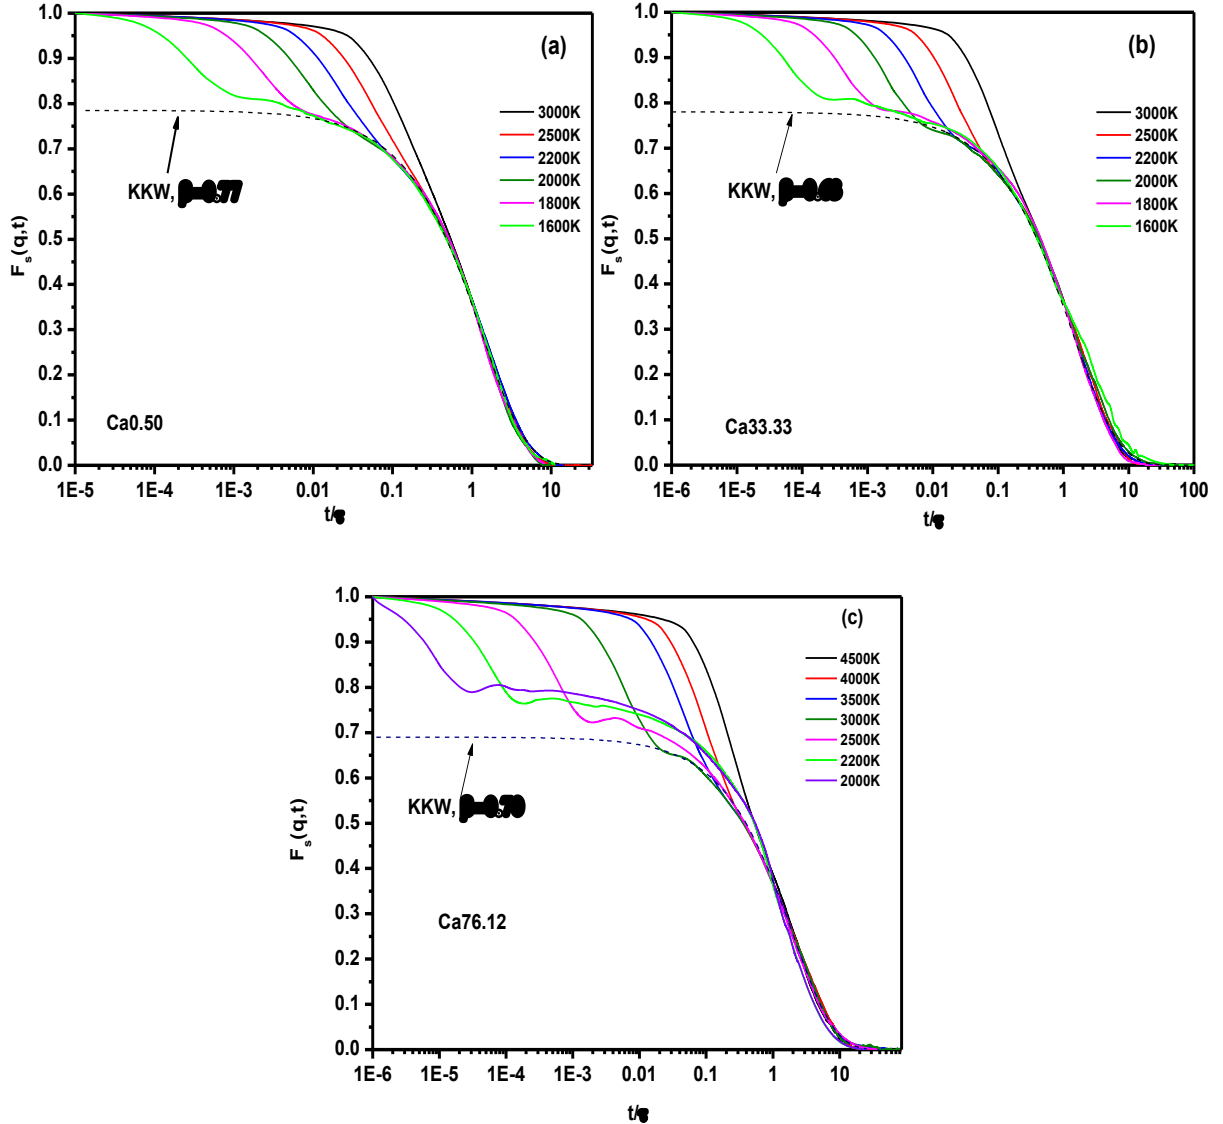 1.0
0.9
0.8
0.7
0.6
0.5
0.4
0.3
0.2
0.1
0.0
F s (q,t)
(a)
3000K
2500K
2200K
2000K
1800K
1600K
KKW,
Ca0.50
1E-5 1E-4 1E-3 0.01 0.1 1 10
t/
1.0
0.9
0.8
0.7
0.6
0.5
0.4
0.3
0.2
0.1
0.0
F s (q,t)
(b)
3000K
2500K
2200K
2000K
1800K
1600K
KKW,
Ca33.33
1E-6 1E-5 1E-4 1E-3 0.01 0.1 1 10 100
t/
1.0
0.9
0.8
0.7
0.6
0.5
0.4
0.3
0.2
0.1
0.0
F s (q,t)
(c)
4500K
4000K
3500K
3000K
2500K
2200K
2000K
KKW,
Ca76.12
1E-6 1E-5 1E-4 1E-3 0.01 0.1 1 10
t/